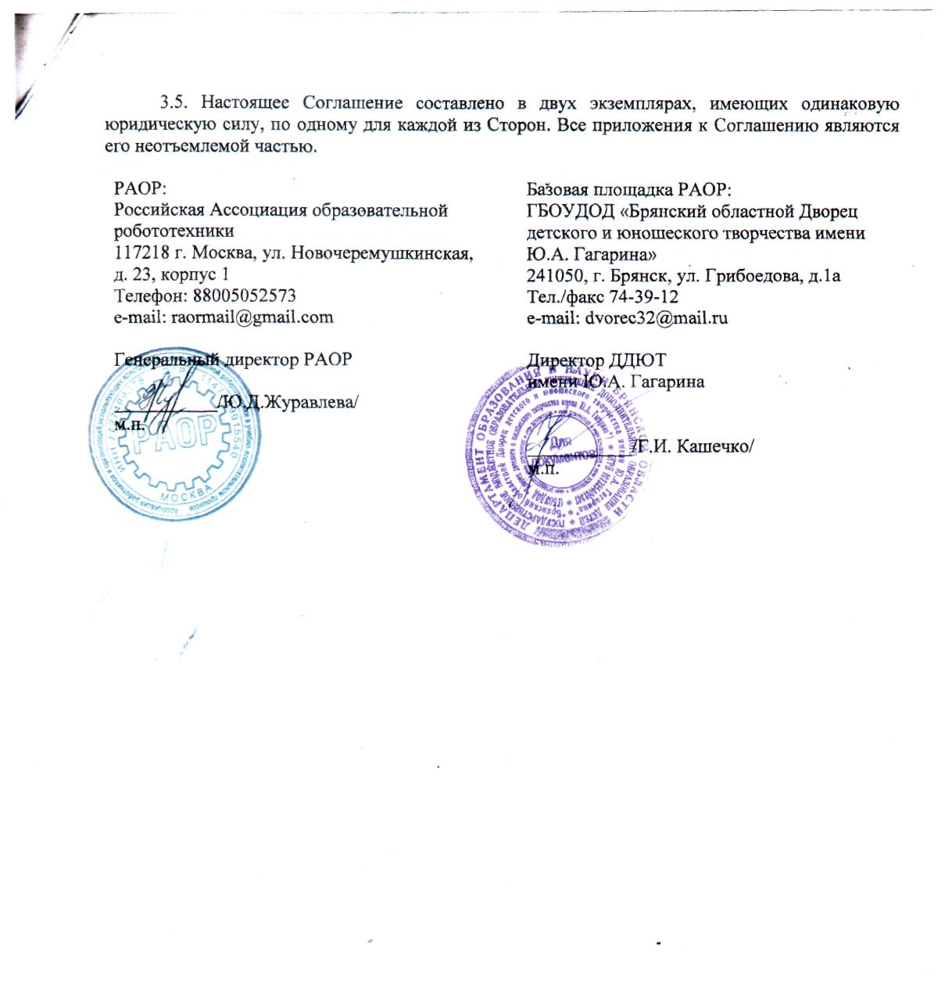 3.5. Настоящее Соглашение составлено в двух экземплярах, имеющих одинаковую
юридическую силу, по одному для каждой из Сторон. Все приложения к Соглашению являются
его неотъемлемой частью.
РАОР:
Российская Ассоциация образовательной
робототехники
117218 г. Москва, ул. Новочеремушкинская,
д. 23, корпус 1
Телефон: 88005052573
e-mail: raormail@gmail.com
Генеральный директор РАОР
/Ю.Д.Журавлева/
м.п.
РАОР
МОСКВА
Базовая площадка РАОР:
ГБОУДОД «Брянский областной Дворец
детского и юношеского творчества имени
Ю.А. Гагарина»
241050, г. Брянск, ул. Грибоедова, д.1а
Тел./факс 74-39-12
e-mail: dvorec32@mail.ru
Директор ДДЮТ
имени Ю.А. Гагарина
/Г.И. Кашечко/
м.п.
ДЕПАРТАМЕНТ ОБРАЗОВАНИЯ И НАУКИ БРЯНСКОЙ ОБЛАСТИ
Для
документов